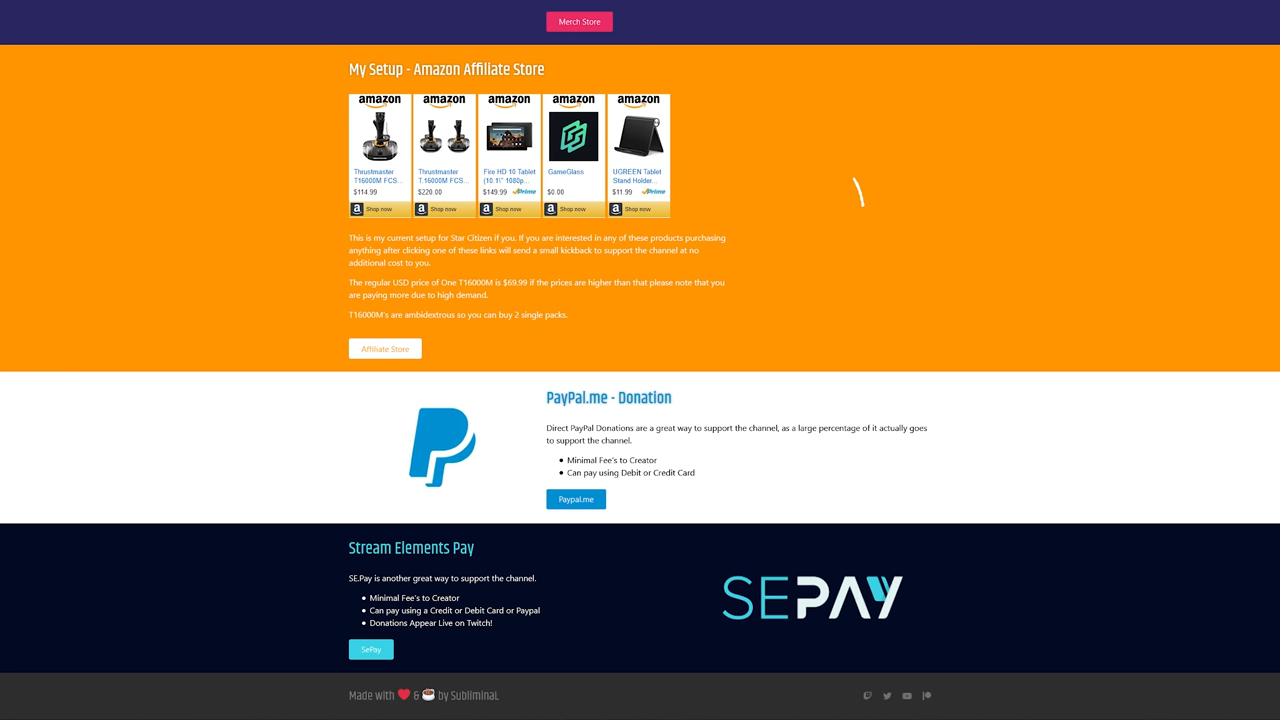 Merch Store
My Setup - Amazon Affiliate Store
amazon amazon amazon amazon amazon
Thrustmaster Thrustmaster Fire HD 10 Tablet GameGlass UGREEN Tablet
T16000M FCS... T.16000M FCS... (10.1\" 1080p... Stand Holder...
$114.99 $220.00 $149.99 Prime $0.00 $11.99 Prime
a Shop now a Shop now a Shop now a Shop now a Shop now
This is my current setup for Star Citizen if you. If you are interested in any of these products purchasing
anything after clicking one of these links will send a small kickback to support the channel at no
additional cost to you.
The regular USD price of One T16000M is $69.99 if the prices are higher than that please note that you
are paying more due to high demand.
T16000M's are ambidextrous so you can buy 2 single packs.
Affiliate Store
PayPal.me - Donation
Direct PayPal Donations are a great way to support the channel, as a large percentage of it actually goes
to support the channel.
• Minimal Fee's to Creator
• Can pay using Debit or Credit Card
Paypal.me
Stream Elements Pay
SE.Pay is another great way to support the channel.
• Minimal Fee's to Creator
• Can pay using a Credit or Debit Card or Paypal
• Donations Appear Live on Twitch!
SePay
SEPAY
Made with ❤️ & ☕ by SubliminaL